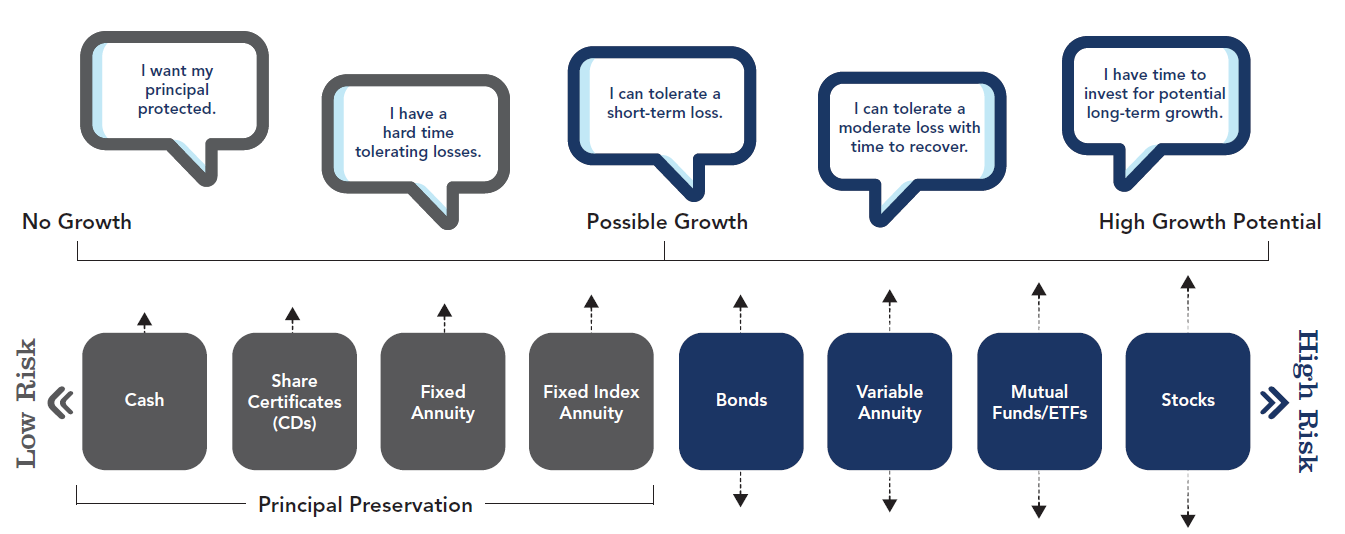 I want my
principal
protected.
I have a
hard time
tolerating losses.
I can tolerate a
short-term loss.
I can tolerate a
moderate loss with
time to recover.
I have time to
invest for potential
long-term growth.
No Growth
Possible Growth
High Growth Potential
Low Risk
Cash
Share
Certificates
(CDs)
Fixed
Annuity
Fixed Index
Annuity
Bonds
Variable
Annuity
Mutual
Funds/ETFs
Stocks
High Risk
Principal Preservation